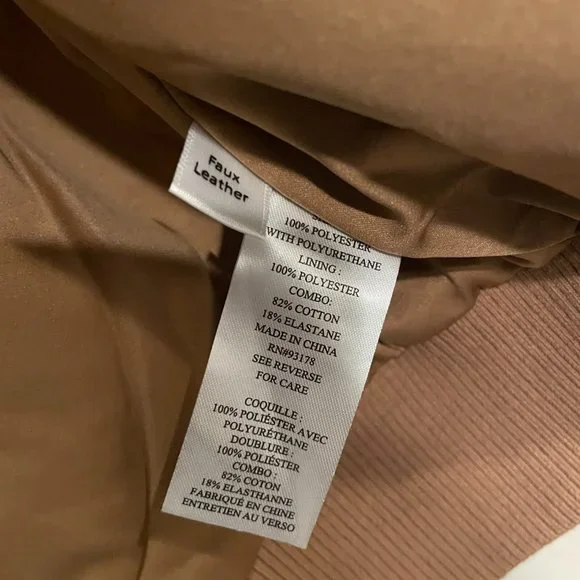 Faux
Leather
100% POLYESTER
WITH POLYURETHANE
LINING :
100% POLYESTER
COMBO:
82% COTTON
18% ELASTANE
MADE IN CHINA
RN#93178
SEE REVERSE
FOR CARE
COQUILLE :
100% POLIÉSTER AVEC
POLYURÉTHANE
DOUBLURE :
100% POLIÉSTER
COMBO :
82% COTON
18% ELASTHANNE
FABRIQUÉ EN CHINE
ENTRETIEN AU VERSO